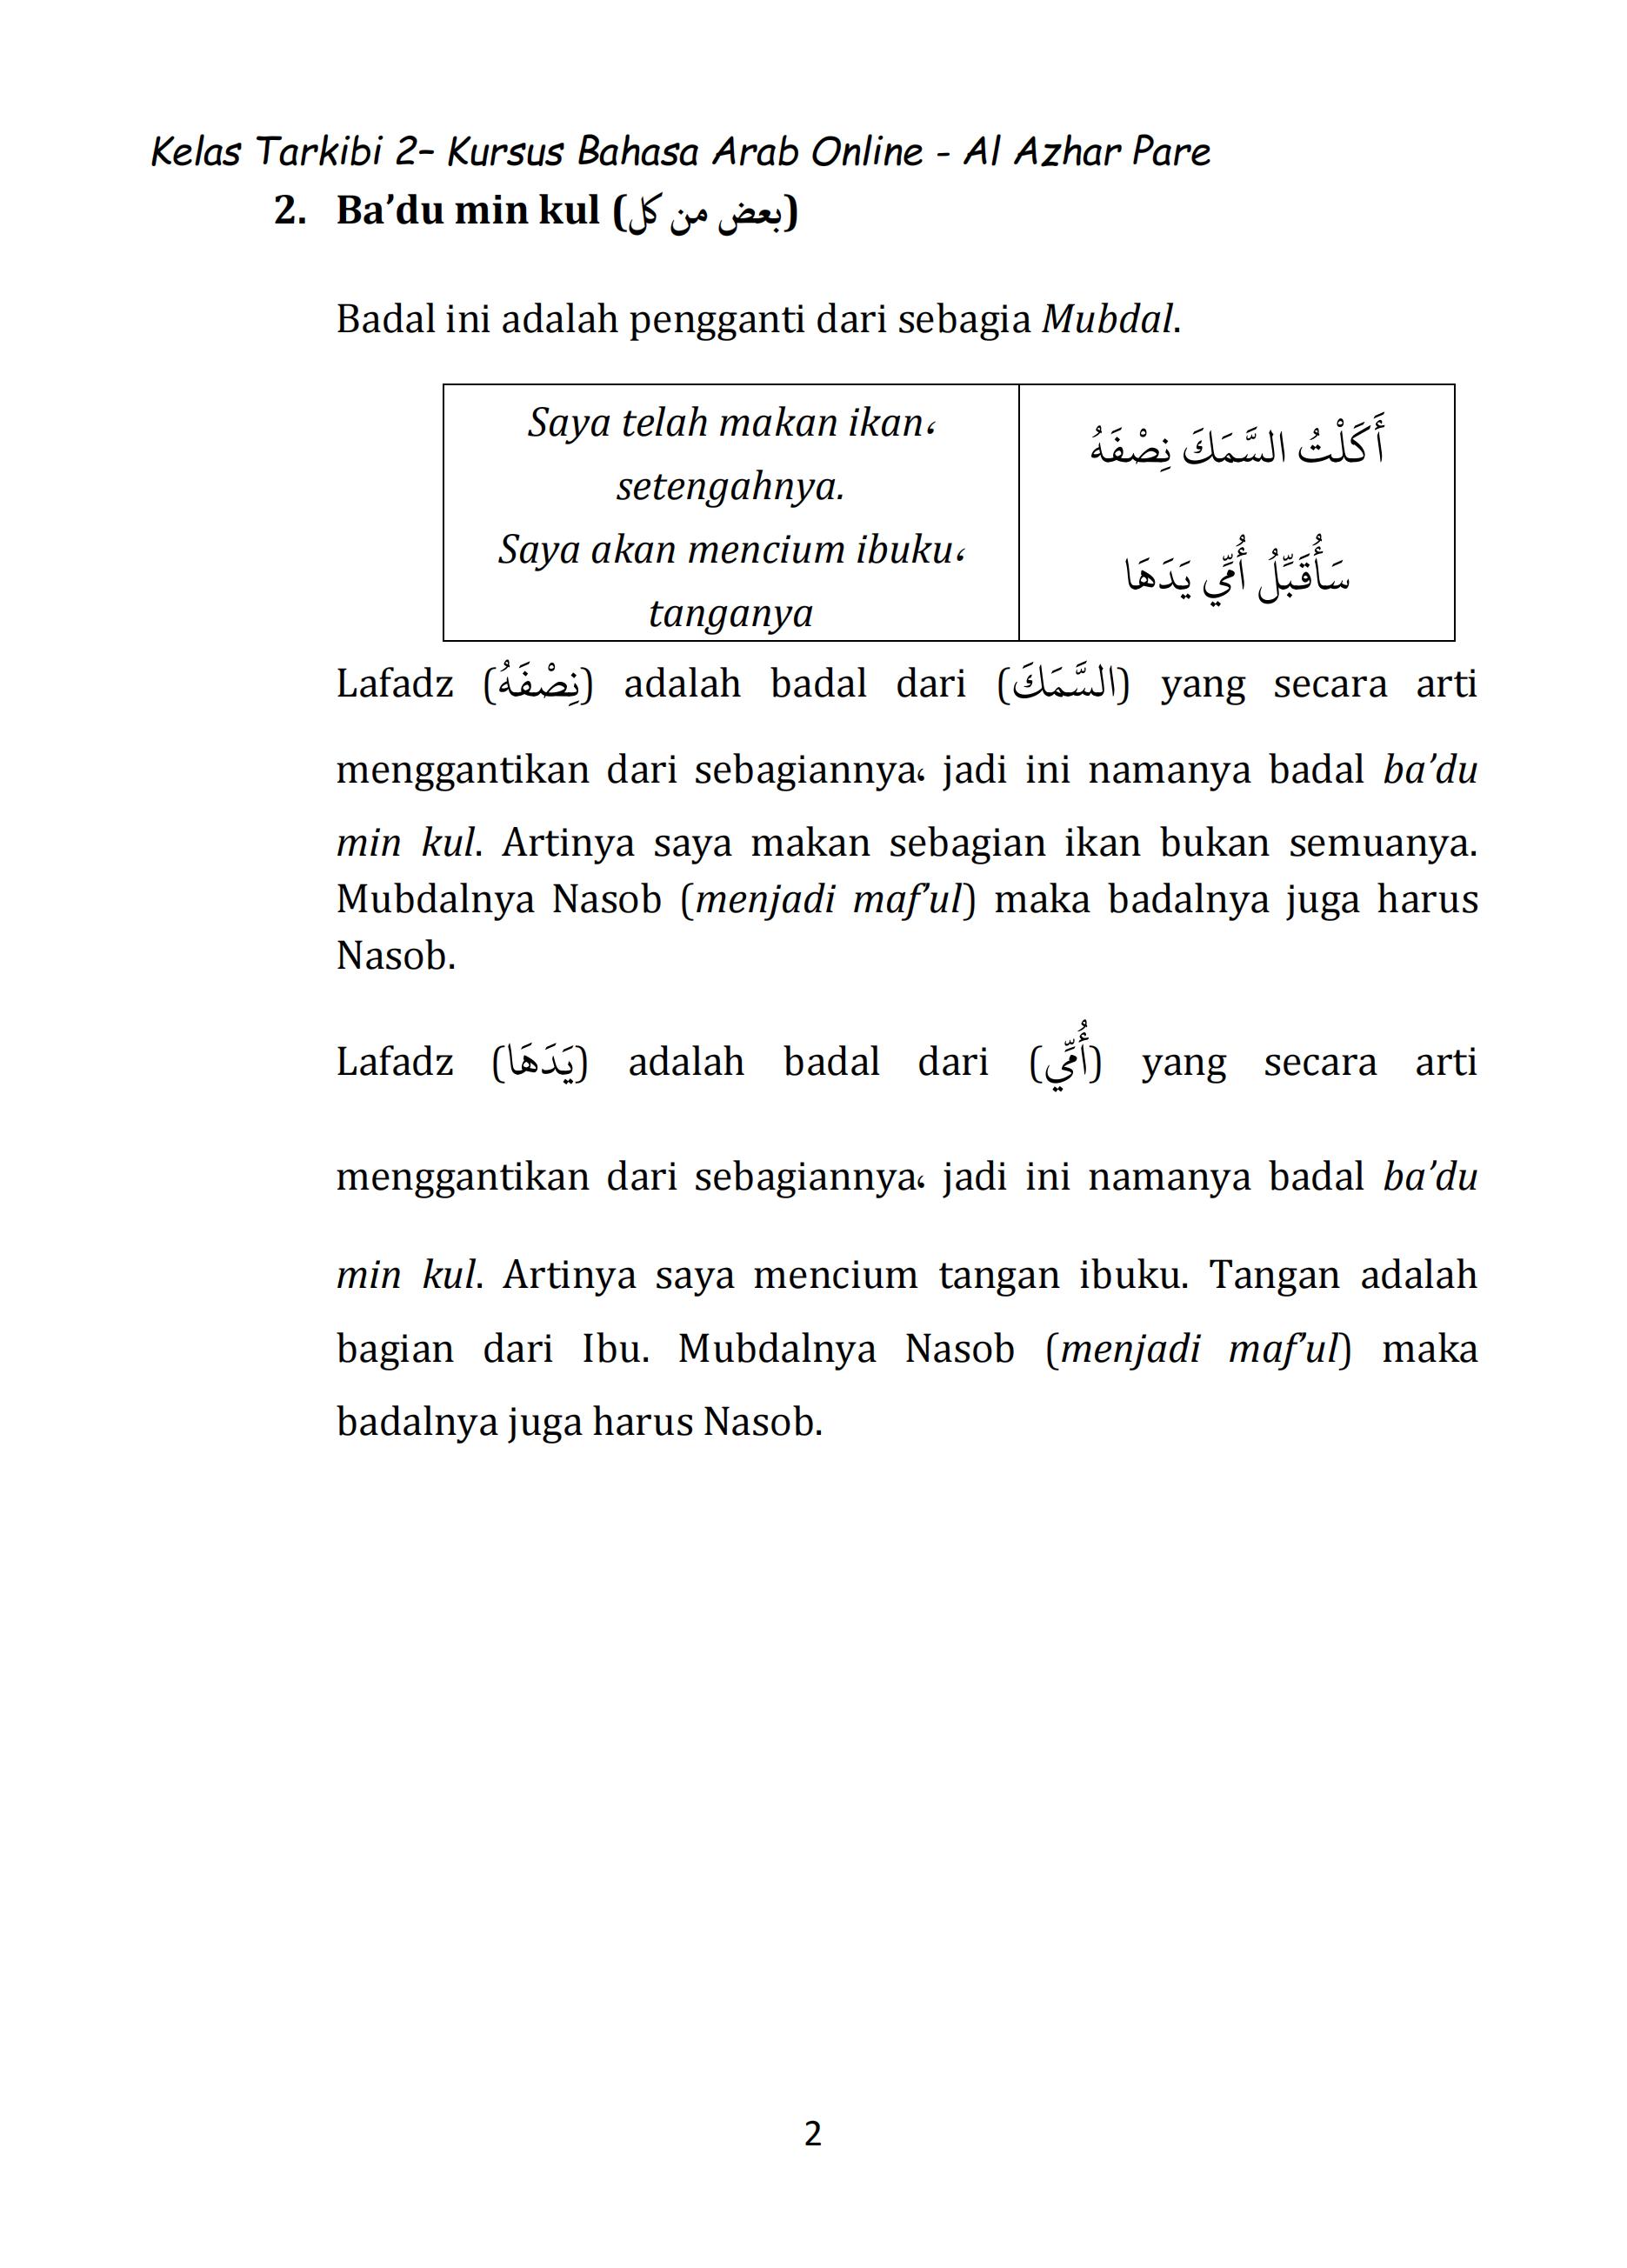 Kelas Tarkibi 2– Kursus Bahasa Arab Online - Al Azhar Pare
2. Ba’du min kul (بعض من كل)
Badal ini adalah pengganti dari sebagia Mubdal.
Saya telah makan ikan،
setengahnya.
Saya akan mencium ibuku،
tanganya
أَكَلْتُ السَّمَكَ نِصْفَهُ
سَأُقَبِّلُ أُمِّي يَدَهَا
Lafadz (نِصْفَهُ) adalah badal dari (السَّمَكَ) yang secara arti
menggantikan dari sebagiannya، jadi ini namanya badal ba’du
min kul. Artinya saya makan sebagian ikan bukan semuanya.
Mubdalnya Nasob (menjadi maf’ul) maka badalnya juga harus
Nasob.
Lafadz (يَدَهَا) adalah badal dari (أُمِّي) yang secara arti
menggantikan dari sebagiannya، jadi ini namanya badal ba’du
min kul. Artinya saya mencium tangan ibuku. Tangan adalah
bagian dari Ibu. Mubdalnya Nasob (menjadi maf’ul) maka
badalnya juga harus Nasob.
2